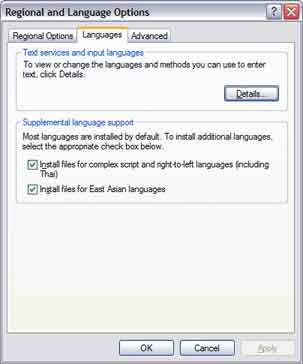 Regional and Language Options
Regional Options Languages Advanced
Text services and input languages
To view or change the languages and methods you can use to enter
text, click Details.
Details...
Supplemental language support
Most languages are installed by default. To install additional languages,
select the appropriate check box below.
Install files for complex script and right-to-left languages (including
Thai)
Install files for East Asian languages
OK Cancel Apply